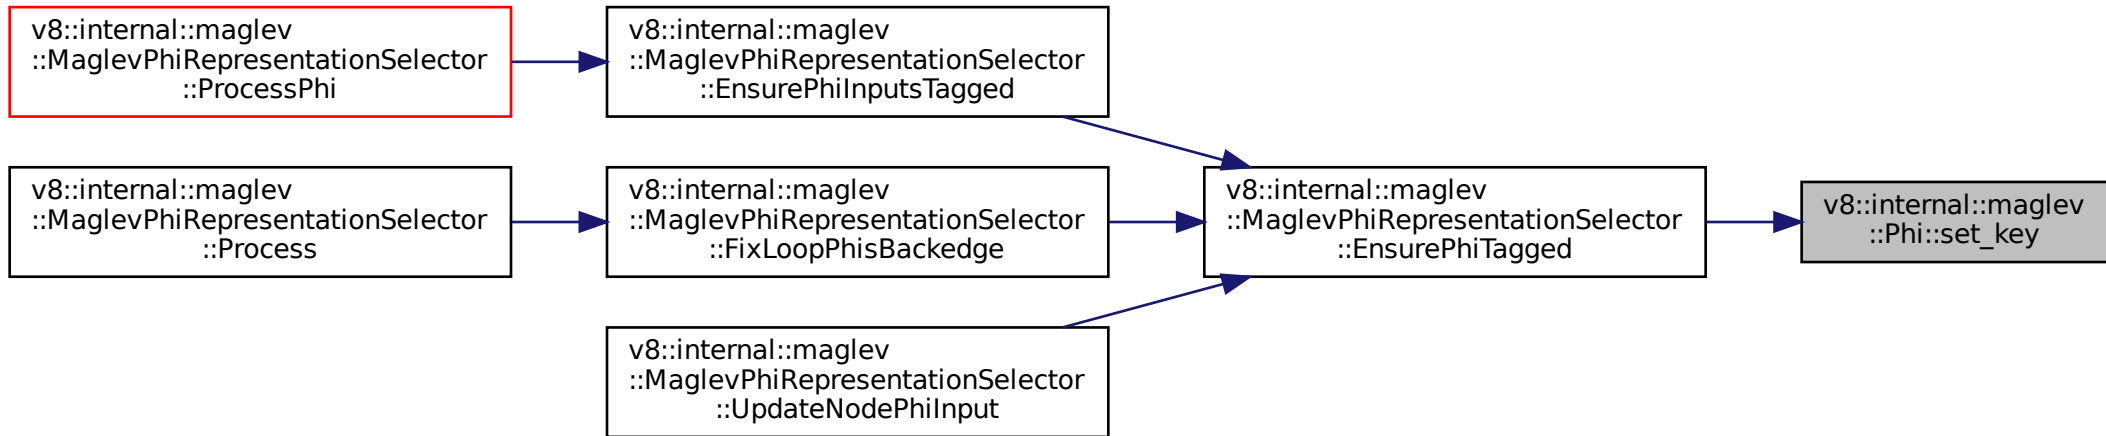 v8::internal::maglev
::MaglevPhiRepresentationSelector
::ProcessPhi
v8::internal::maglev
::MaglevPhiRepresentationSelector
::EnsurePhiInputsTagged
v8::internal::maglev
::MaglevPhiRepresentationSelector
::Process
v8::internal::maglev
::MaglevPhiRepresentationSelector
::FixLoopPhisBackedge
v8::internal::maglev
::MaglevPhiRepresentationSelector
::EnsurePhiTagged
v8::internal::maglev
::Phi::set_key
v8::internal::maglev
::MaglevPhiRepresentationSelector
::UpdateNodePhiInput